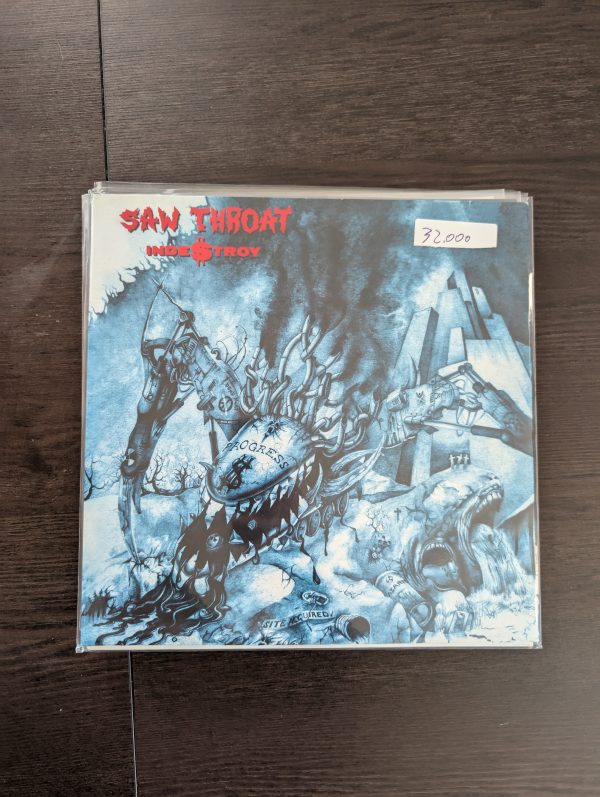 SAW THROAT
32.000
INDE$TROY
PROGRESS
$
SITE ACQUIRED!